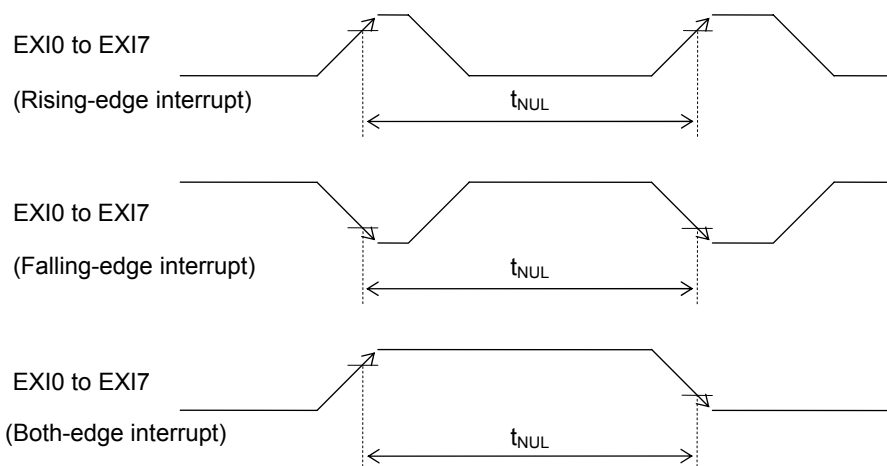 EXI0 to EXI7
(Rising-edge interrupt)
tNUL
EXI0 to EXI7
(Falling-edge interrupt)
tNUL
EXI0 to EXI7
(Both-edge interrupt)
tNUL